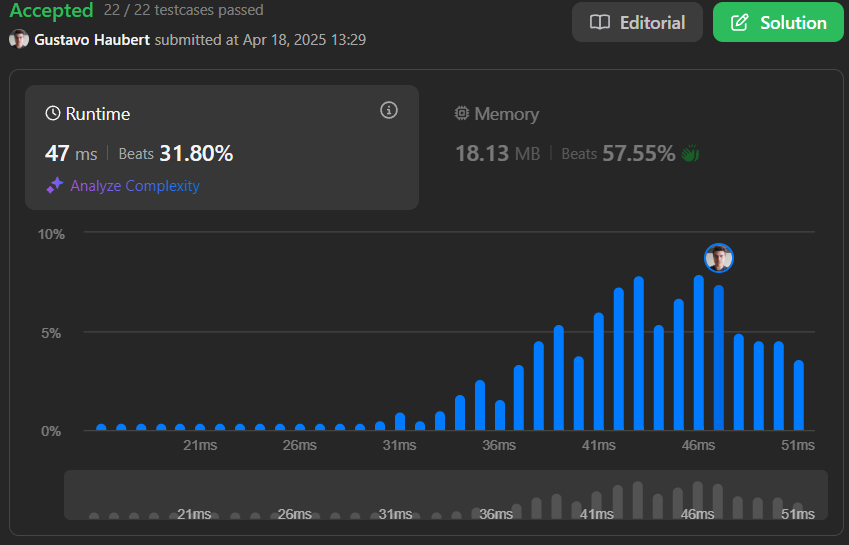 Accepted 22 / 22 testcases passed
Editorial
Solution
Gustavo Haubert submitted at Apr 18, 2025 13:29
Runtime
Memory
47 ms | Beats 31.80%
18.13 MB | Beats 57.55%
Analyze Complexity
10%
5%
0%
21ms 26ms 31ms 36ms 41ms 46ms 51ms
21ms 26ms 31ms 36ms 41ms 46ms 51ms